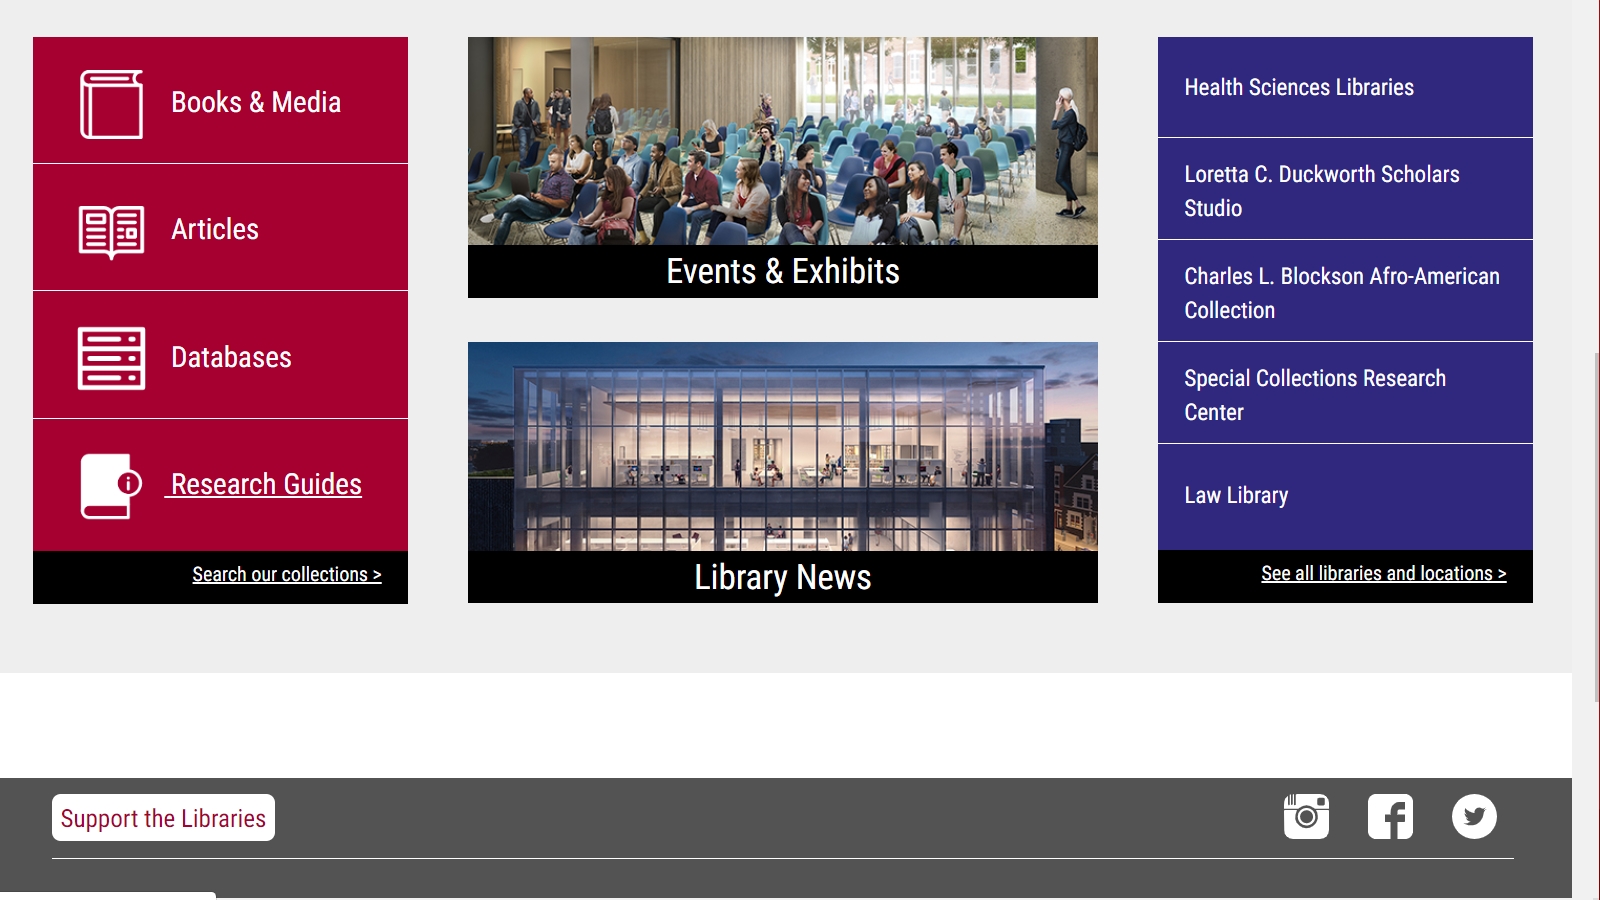 Books & Media
Articles
Databases
Research Guides
Search our collections >
Events & Exhibits
Library News
Health Sciences Libraries
Loretta C. Duckworth Scholars
Studio
Charles L. Blockson Afro-American
Collection
Special Collections Research
Center
Law Library
See all libraries and locations >
Support the Libraries